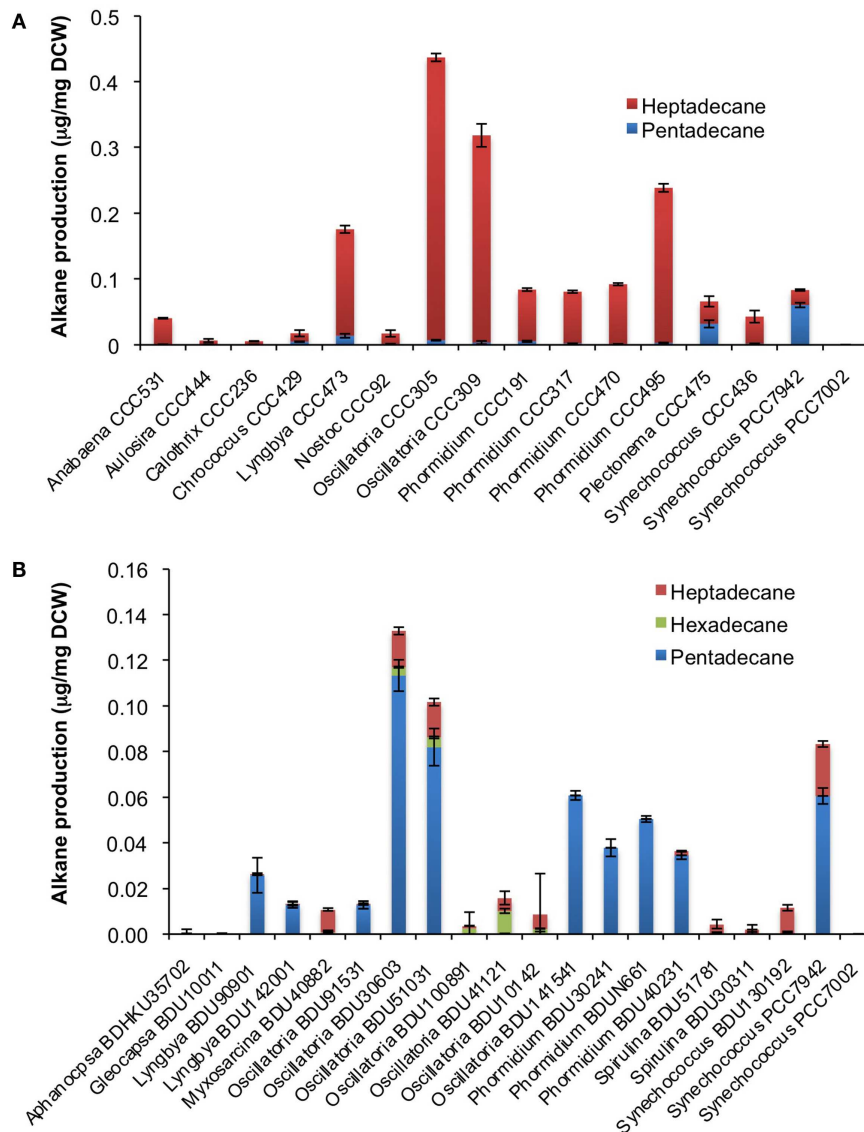 A
Alkane production (µg/mg DCW)
0.5
0.4
0.3
0.2
0.1
0
Heptadecane
Pentadecane
Anabaena CCC531
Aulosira CCC444
Calothrix CCC236
Chrococcus CCC429
Lyngbya CCC473
Nostoc CCC92
Oscillatoria CCC305
Oscillatoria CCC309
Phormidium CCC191
Phormidium CCC317
Phormidium CCC470
Phormidium CCC495
Plectonema CCC475
Synechococcus CCC436
Synechococcus PCC7942
Synechococcus PCC7002
B
Alkane production (µg/mg DCW)
0.16
0.14
0.12
0.10
0.08
0.06
0.04
0.02
0.00
Heptadecane
Hexadecane
Pentadecane
Aphanocpsa BDHKU35702
Gleocapsa BDU10011
Lyngbya BDU90901
Lyngbya BDU142001
Myxosarcina BDU40882
Oscillatoria BDU91531
Oscillatoria BDU30603
Oscillatoria BDU51031
Oscillatoria BDU100891
Oscillatoria BDU41121
Oscillatoria BDU10142
Oscillatoria BDU141541
Phormidium BDU30241
Phormidium BDUN661
Phormidium BDU40231
Spirulina BDU51781
Spirulina BDU30311
Synechococcus BDU130192
Synechococcus PCC7942
Synechococcus PCC7002